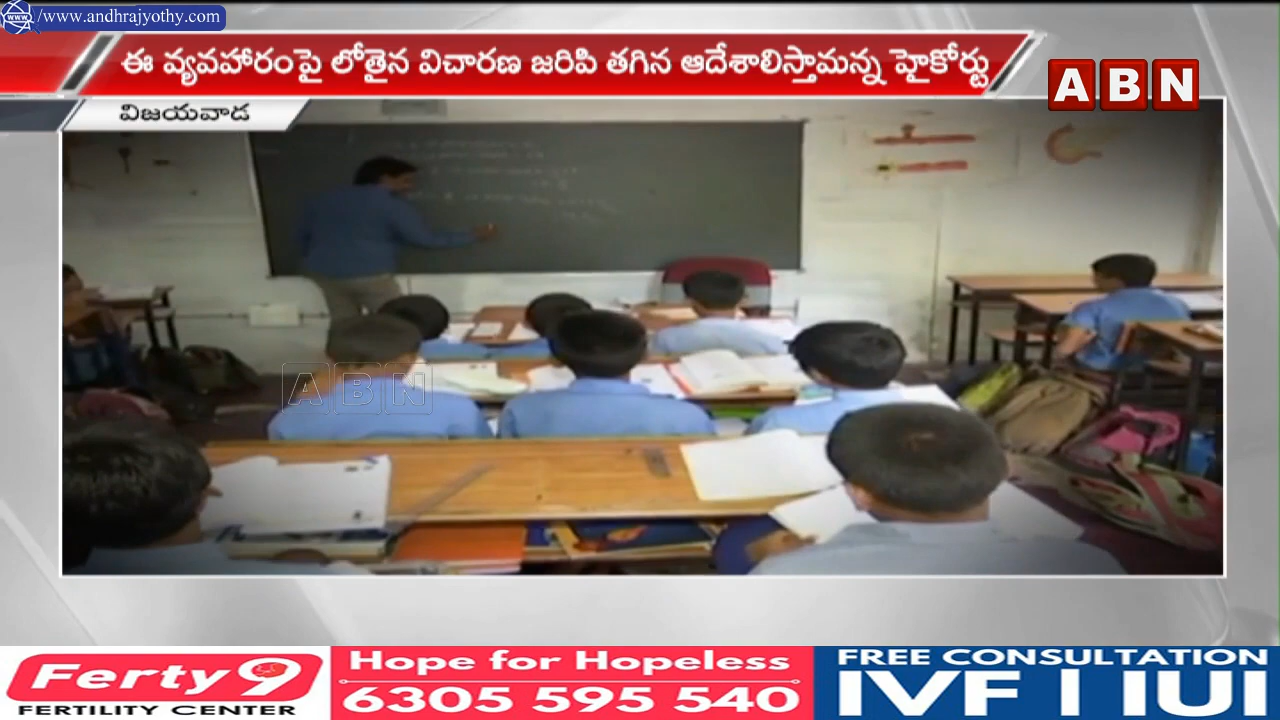 /www.andhrajyothy.com
ఈ వ్యవహారంపై లోతైన విచారణ జరిపి తగిన ఆదేశాలిస్తామన్న హైకోర్టు
ABN
విజయవాడ
ABN
Ferty9
FERTILITY CENTER
Hope for Hopeless
6305 595 540
FREE CONSULTATION
IVF | IUI